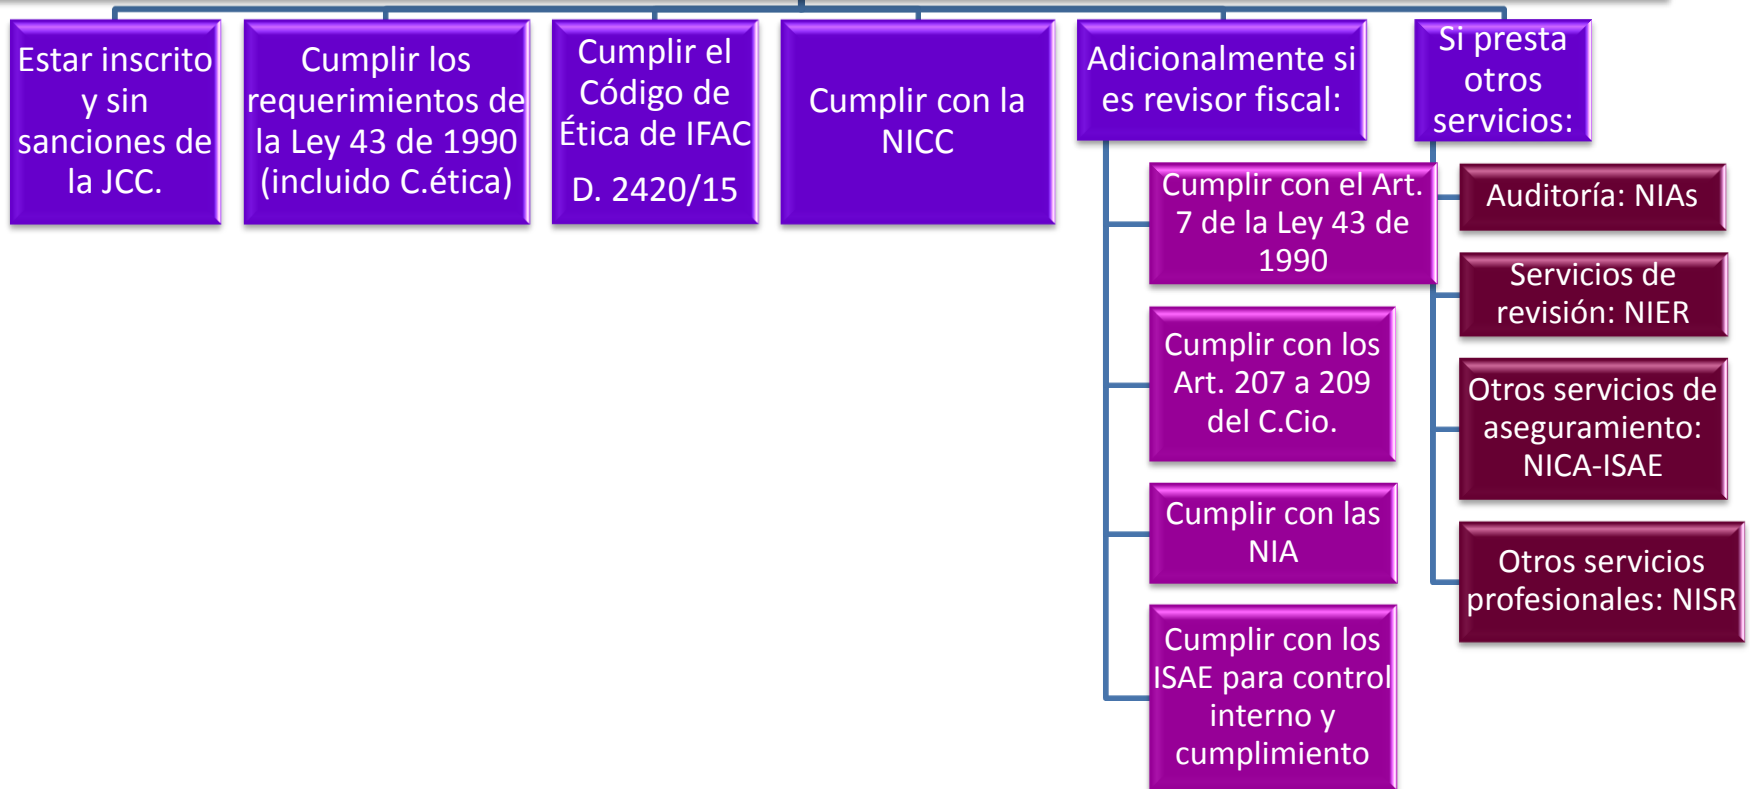 Estar inscrito
y sin
sanciones de
la JCC.
Cumplir los
requerimientos de
la Ley 43 de 1990
(incluido C.ética)
Cumplir el
Código de
Ética de IFAC
D. 2420/15
Cumplir con la
NICC
Adicionalmente si
es revisor fiscal:
Cumplir con el Art.
7 de la Ley 43 de
1990
Cumplir con los
Art. 207 a 209
del C.Cio.
Cumplir con las
NIA
Cumplir con los
ISAE para control
interno y
cumplimiento
Si presta
otros
servicios:
Auditoría: NIAs
Servicios de
revisión: NIER
Otros servicios de
aseguramiento:
NICA-ISAE
Otros servicios
profesionales: NISR